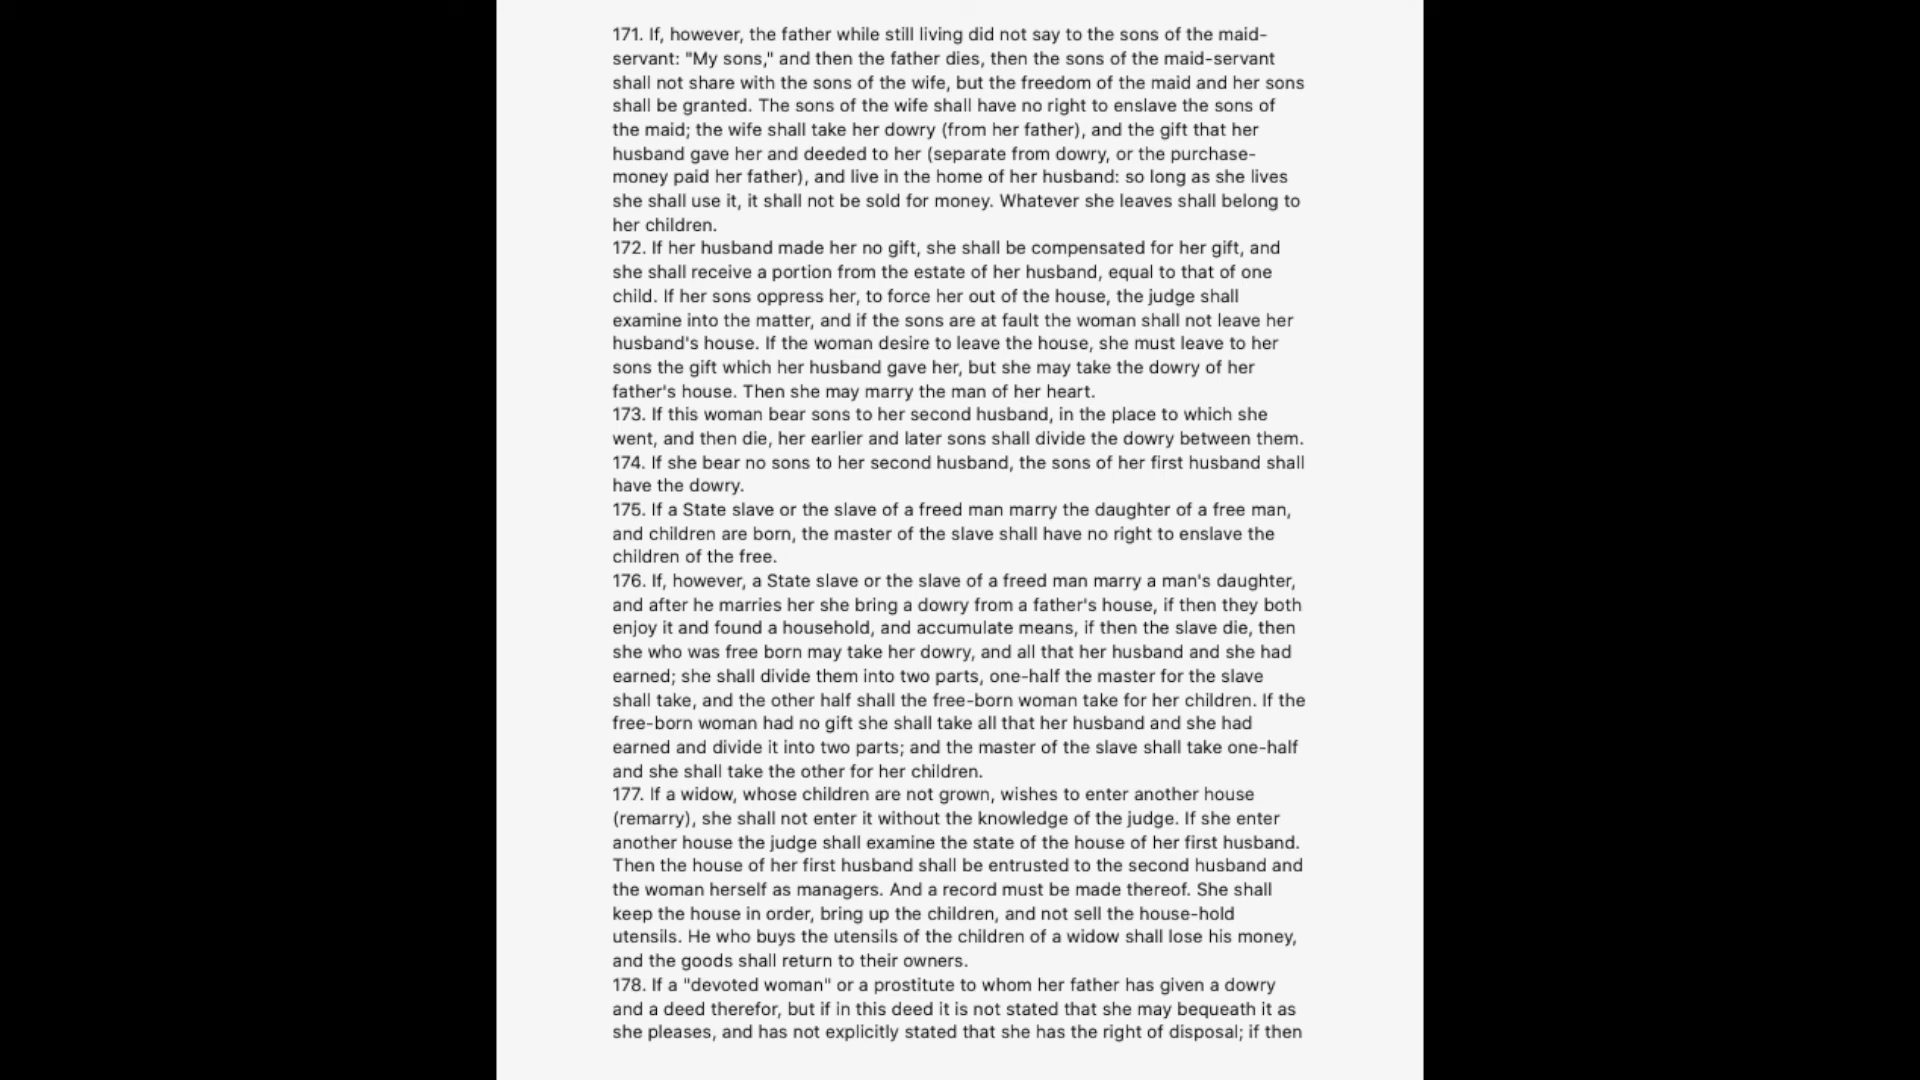 171. If, however, the father while still living did not say to the sons of the maid-
servant: "My sons," and then the father dies, then the sons of the maid-servant
shall not share with the sons of the wife, but the freedom of the maid and her sons
shall be granted. The sons of the wife shall have no right to enslave the sons of
the maid; the wife shall take her dowry (from her father), and the gift that her
husband gave her and deeded to her (separate from dowry, or the purchase-
money paid her father), and live in the home of her husband: so long as she lives
she shall use it, it shall not be sold for money. Whatever she leaves shall belong to
her children.
172. If her husband made her no gift, she shall be compensated for her gift, and
she shall receive a portion from the estate of her husband, equal to that of one
child. If her sons oppress her, to force her out of the house, the judge shall
examine into the matter, and if the sons are at fault the woman shall not leave her
husband's house. If the woman desire to leave the house, she must leave to her
sons the gift which her husband gave her, but she may take the dowry of her
father's house. Then she may marry the man of her heart.
173. If this woman bear sons to her second husband, in the place to which she
went, and then die, her earlier and later sons shall divide the dowry between them.
174. If she bear no sons to her second husband, the sons of her first husband shall
have the dowry.
175. If a State slave or the slave of a freed man marry the daughter of a free man,
and children are born, the master of the slave shall have no right to enslave the
children of the free.
176. If, however, a State slave or the slave of a freed man marry a man's daughter,
and after he marries her she bring a dowry from a father's house, if then they both
enjoy it and found a household, and accumulate means, if then the slave die, then
she who was free born may take her dowry, and all that her husband and she had
earned; she shall divide them into two parts, one-half the master for the slave
shall take, and the other half shall the free-born woman take for her children. If the
free-born woman had no gift she shall take all that her husband and she had
earned and divide it into two parts; and the master of the slave shall take one-half
and she shall take the other for her children.
177. If a widow, whose children are not grown, wishes to enter another house
(remarry), she shall not enter it without the knowledge of the judge. If she enter
another house the judge shall examine the state of the house of her first husband.
Then the house of her first husband shall be entrusted to the second husband and
the woman herself as managers. And a record must be made thereof. She shall
keep the house in order, bring up the children, and not sell the house-hold
utensils. He who buys the utensils of the children of a widow shall lose his money,
and the goods shall return to their owners.
178. If a "devoted woman" or a prostitute to whom her father has given a dowry
and a deed therefor, but if in this deed it is not stated that she may bequeath it as
she pleases, and has not explicitly stated that she has the right of disposal; if then